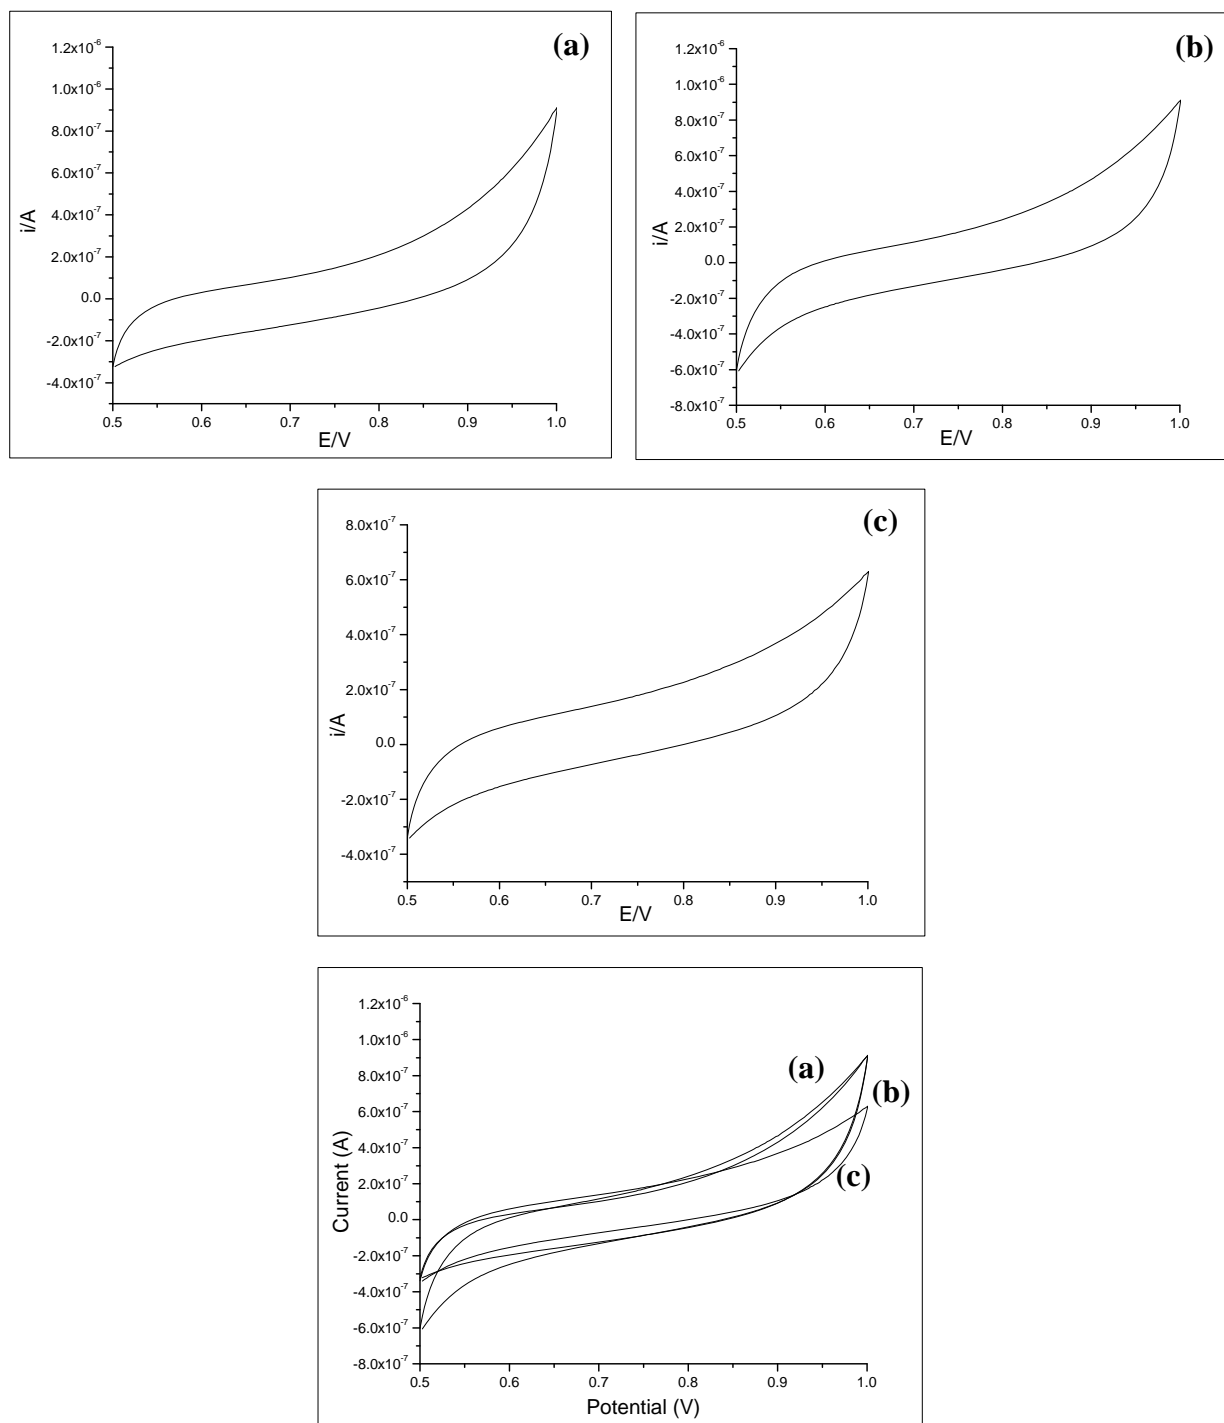 (a)
1.2x10⁻⁶
1.0x10⁻⁶
8.0x10⁻⁷
6.0x10⁻⁷
4.0x10⁻⁷
2.0x10⁻⁷
0.0
-2.0x10⁻⁷
-4.0x10⁻⁷
i/A
0.5 0.6 0.7 0.8 0.9 1.0
E/V
(b)
1.2x10⁻⁶
1.0x10⁻⁶
8.0x10⁻⁷
6.0x10⁻⁷
4.0x10⁻⁷
2.0x10⁻⁷
0.0
-2.0x10⁻⁷
-4.0x10⁻⁷
-6.0x10⁻⁷
-8.0x10⁻⁷
i/A
0.5 0.6 0.7 0.8 0.9 1.0
E/V
(c)
8.0x10⁻⁷
6.0x10⁻⁷
4.0x10⁻⁷
2.0x10⁻⁷
0.0
-2.0x10⁻⁷
-4.0x10⁻⁷
i/A
0.5 0.6 0.7 0.8 0.9 1.0
E/V
1.2x10⁻⁶
1.0x10⁻⁶
8.0x10⁻⁷
6.0x10⁻⁷
4.0x10⁻⁷
2.0x10⁻⁷
0.0
-2.0x10⁻⁷
-4.0x10⁻⁷
-6.0x10⁻⁷
-8.0x10⁻⁷
Current (A)
(a)
(b)
(c)
0.5 0.6 0.7 0.8 0.9 1.0
Potential (V)